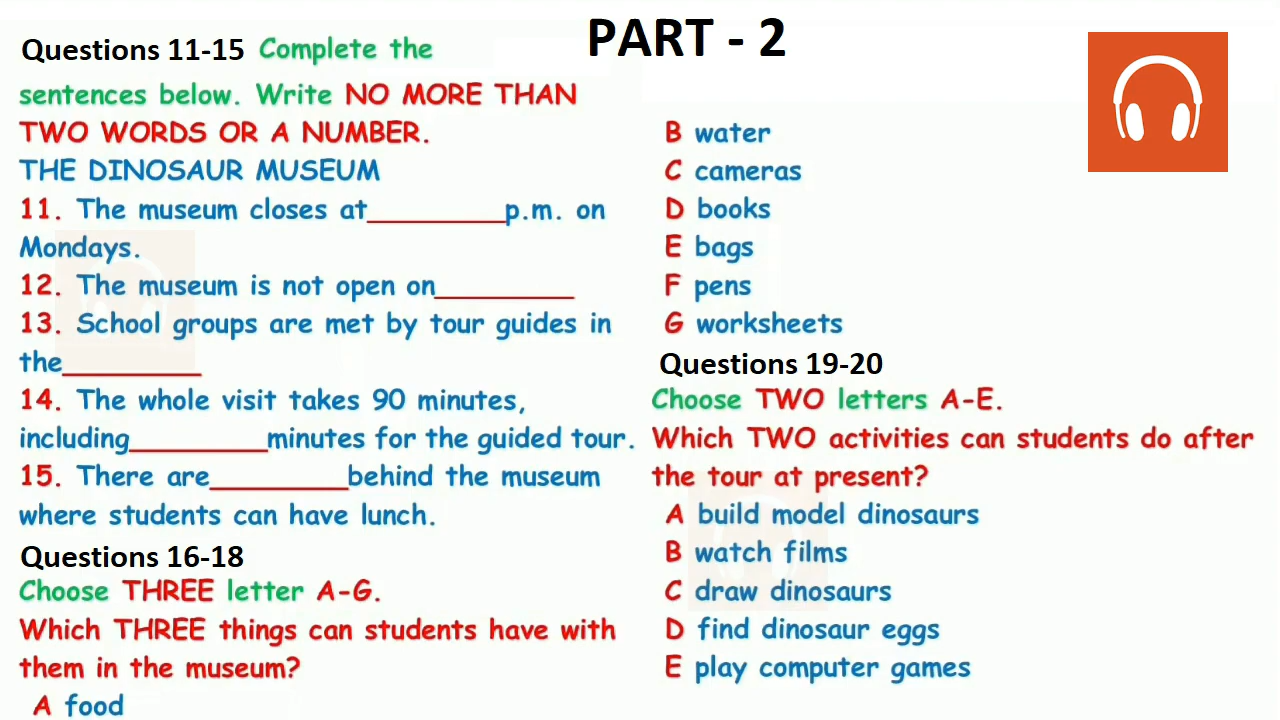 PART - 2
Questions 11-15 Complete the
sentences below. Write NO MORE THAN
TWO WORDS OR A NUMBER.
THE DINOSAUR MUSEUM
11. The museum closes at________p.m. on
Mondays.
12. The museum is not open on________
13. School groups are met by tour guides in
the________
14. The whole visit takes 90 minutes,
including________minutes for the guided tour.
15. There are________behind the museum
where students can have lunch.
Questions 16-18
Choose THREE letter A-G.
Which THREE things can students have with
them in the museum?
A food
B water
C cameras
D books
E bags
F pens
G worksheets
Questions 19-20
Choose TWO letters A-E.
Which TWO activities can students do after
the tour at present?
A build model dinosaurs
B watch films
C draw dinosaurs
D find dinosaur eggs
E play computer games